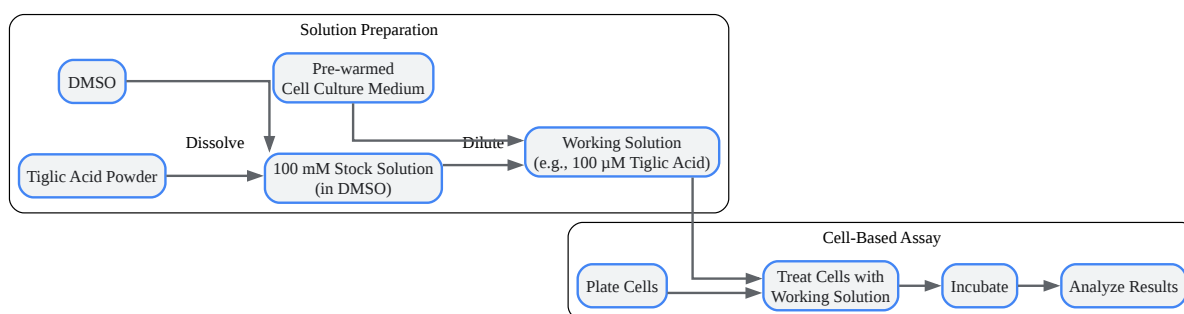 Solution Preparation
DMSO
Pre-warmed
Cell Culture Medium
Dissolve
Dilute
Working Solution
(e.g., 100 µM Tiglic Acid)
Tiglic Acid Powder
100 mM Stock Solution
(in DMSO)
Cell-Based Assay
Plate Cells
Treat Cells with
Working Solution
Incubate
Analyze Results